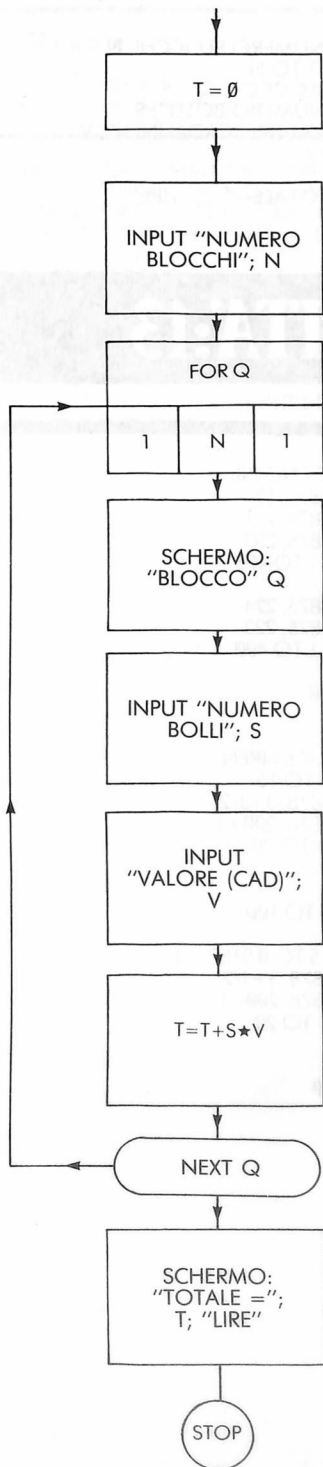 T=Ø
INPUT “NUMERO
BLOCCHI”; N
FOR Q
1 N 1
SCHERMO:
“BLOCCO” Q
INPUT “NUMERO
BOLLI”; S
INPUT
“VALORE (CAD)”;
V
T=T+S★V
NEXT Q
SCHERMO:
“TOTALE =”;
T; “LIRE”
STOP